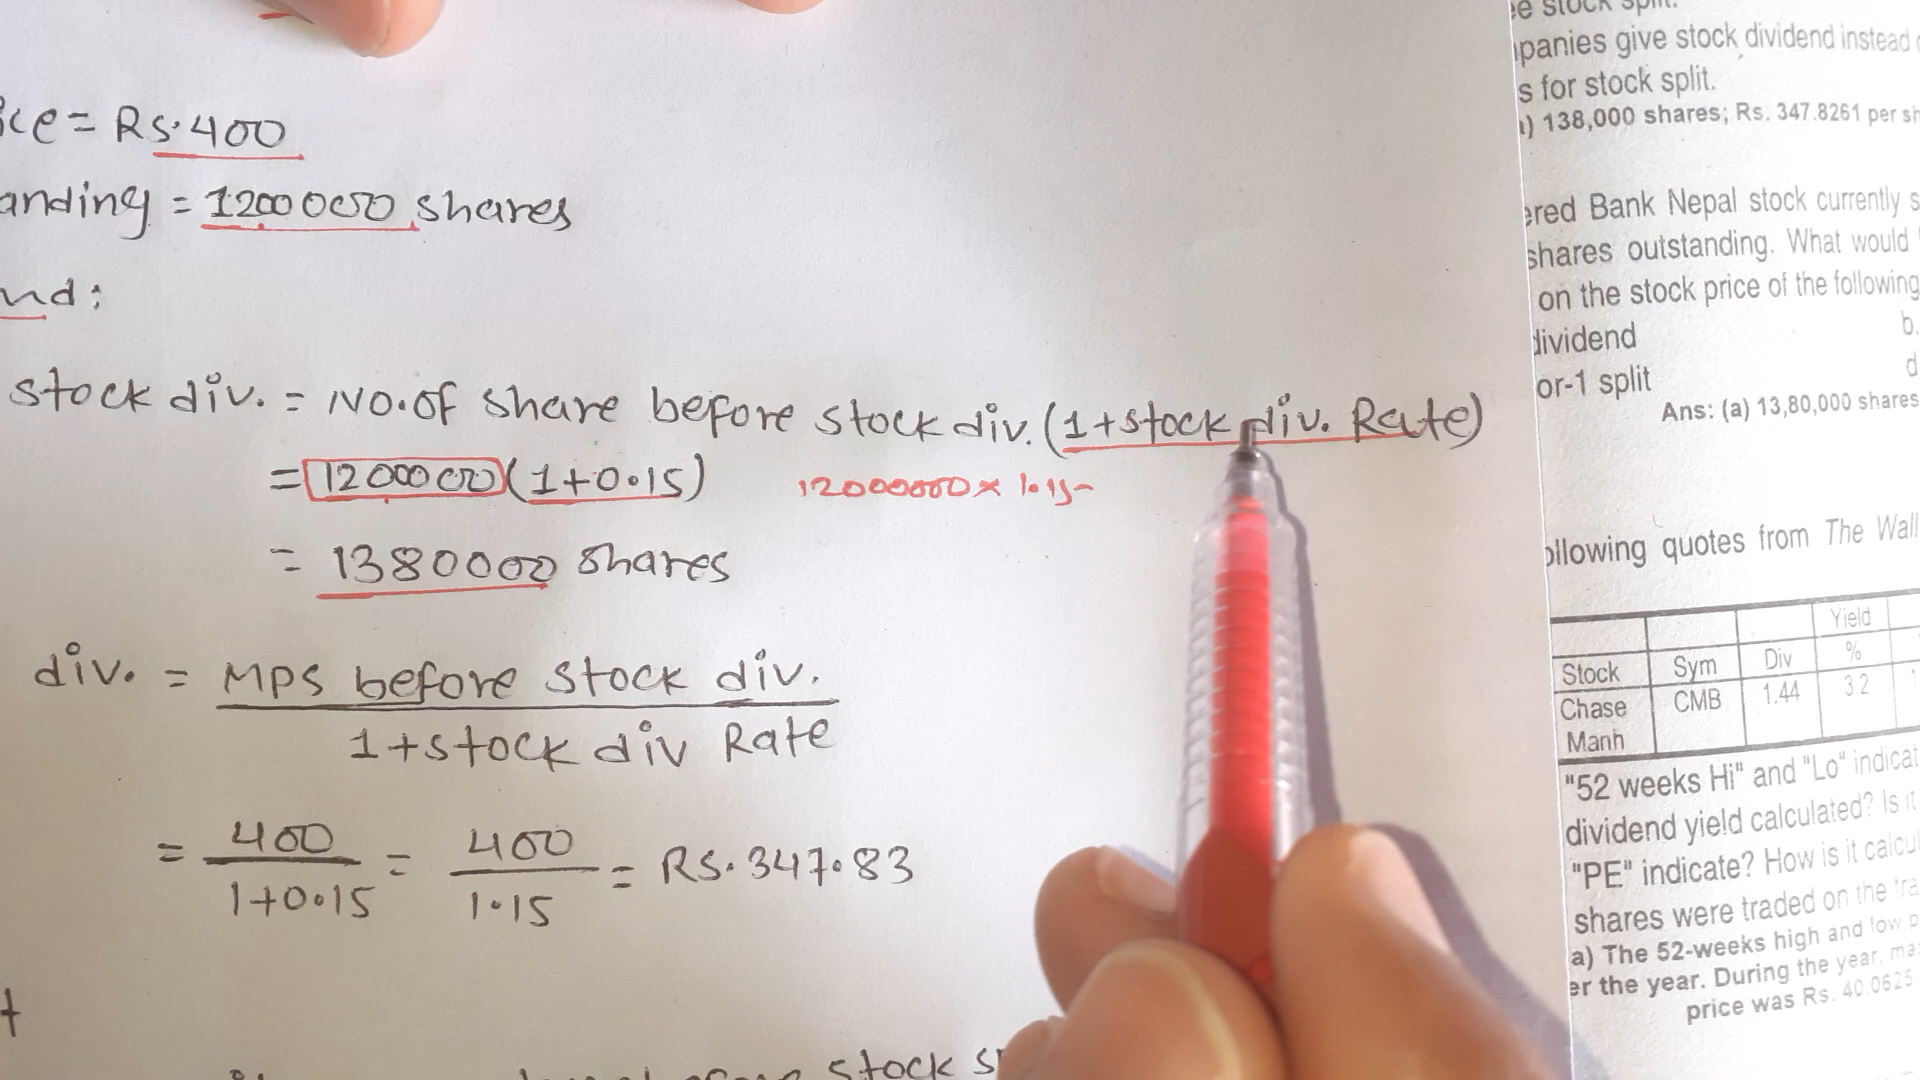 ice = Rs. 400
anding = 1200000 shares
nd:
stock div. = No. of share before stock div. (1+stock div. Rate)
= 1200000 (1+0.15)
12000000 x 1.15
= 1380000 shares
div. = MPS before stock div.
1+stock div Rate
= 400 = 400 = Rs. 347.83
1+0.15 1.15
t
stock s
ee stock split.
panies give stock dividend instead
s for stock split.
) 138,000 shares; Rs. 347.8261 per sh
ered Bank Nepal stock currently s
shares outstanding. What would
on the stock price of the following
dividend b.
or-1 split d
Ans: (a) 13,80,000 shares
ollowing quotes from The Wall
Yield
Stock Sym Div %
Chase CMB 1.44 3.2
Manh
"52 weeks Hi" and "Lo" indicat
dividend yield calculated? Is it
"PE" indicate? How is it calcul
shares were traded on the tra
a) The 52-weeks high and low p
er the year. During the year, ma
price was Rs. 40.0625